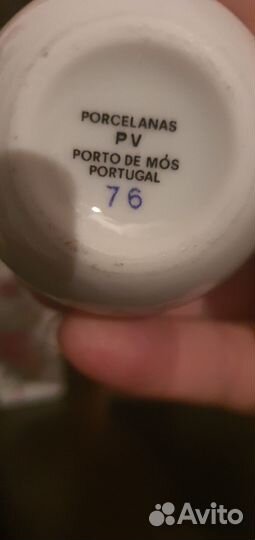 PORCELANAS
PV
PORTO DE MÓS
PORTUGAL
76
Avito